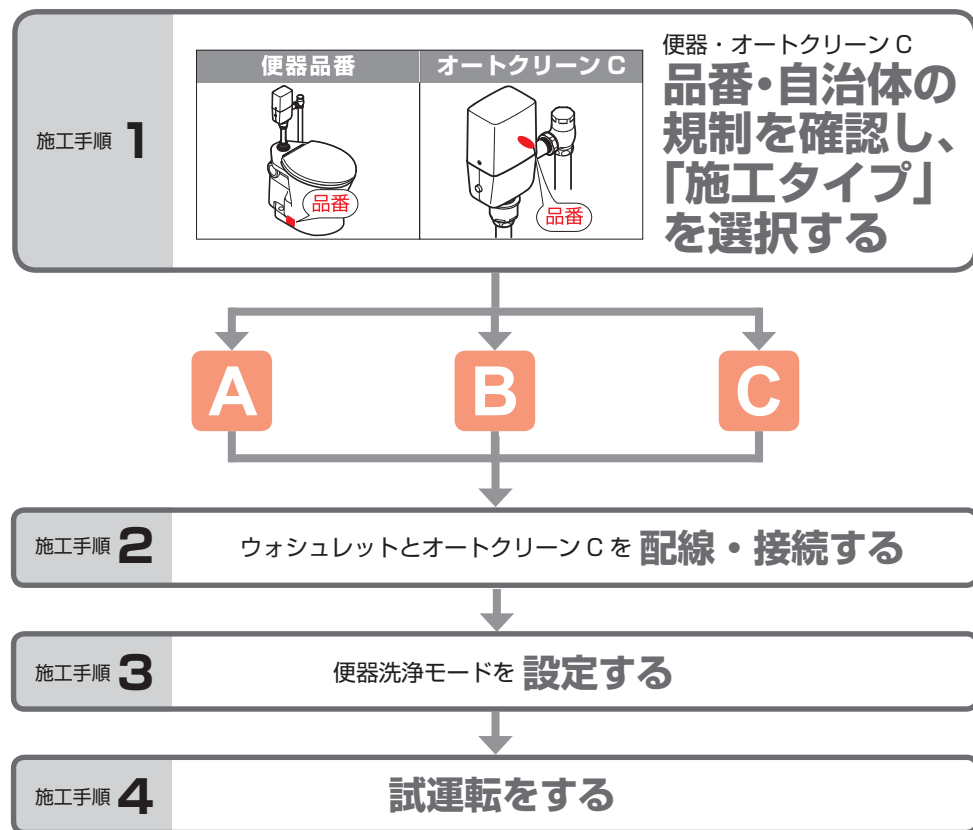 施工手順 1
便器品番
オートクリーン C
品番
品番
便器・オートクリーン C
品番・自治体の
規制を確認し、
「施工タイプ」
を選択する
A
B
C
施工手順 2
ウォシュレットとオートクリーン C を 配線・接続する
施工手順 3
便器洗浄モードを 設定する
施工手順 4
試運転をする